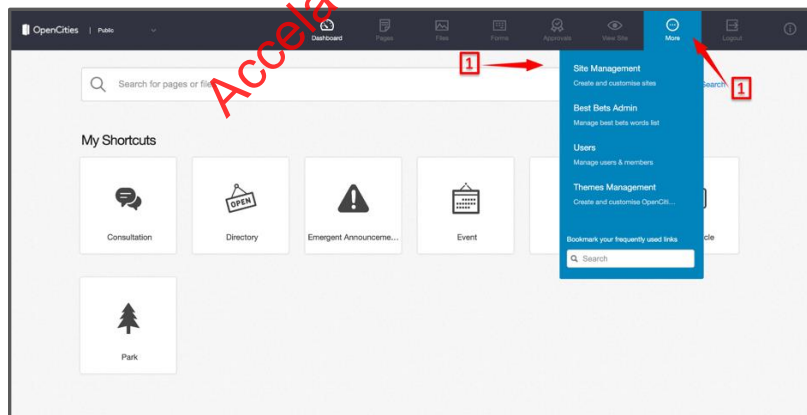 OpenCities | Public
Dashboard Pages Files Forms Approvals View Site More Logout
Accela
1
1
Search for pages or file
Search
Site Management
Create and customise sites
Best Bets Admin
Manage best bets words list
Users
Manage users & members
Themes Management
Create and customise OpenCiti...
Bookmark your frequently used links
Search
My Shortcuts
OPEN
Consultation Directory Emergent Announceme... Event cle
Park